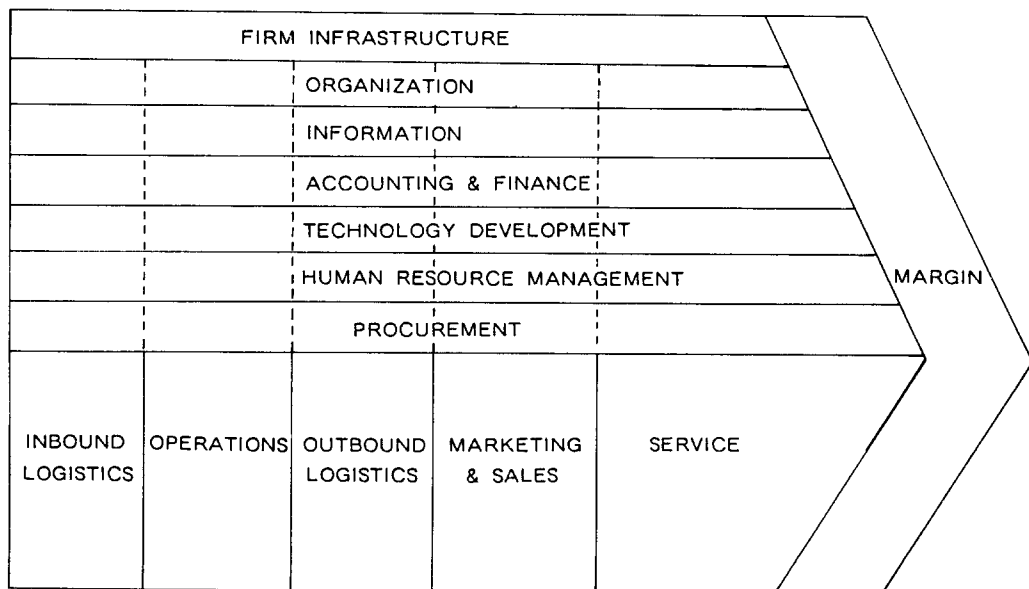 FIRM INFRASTRUCTURE
ORGANIZATION
INFORMATION
ACCOUNTING & FINANCE
TECHNOLOGY DEVELOPMENT
HUMAN RESOURCE MANAGEMENT
PROCUREMENT
MARGIN
INBOUND
LOGISTICS
OPERATIONS
OUTBOUND
LOGISTICS
MARKETING
& SALES
SERVICE